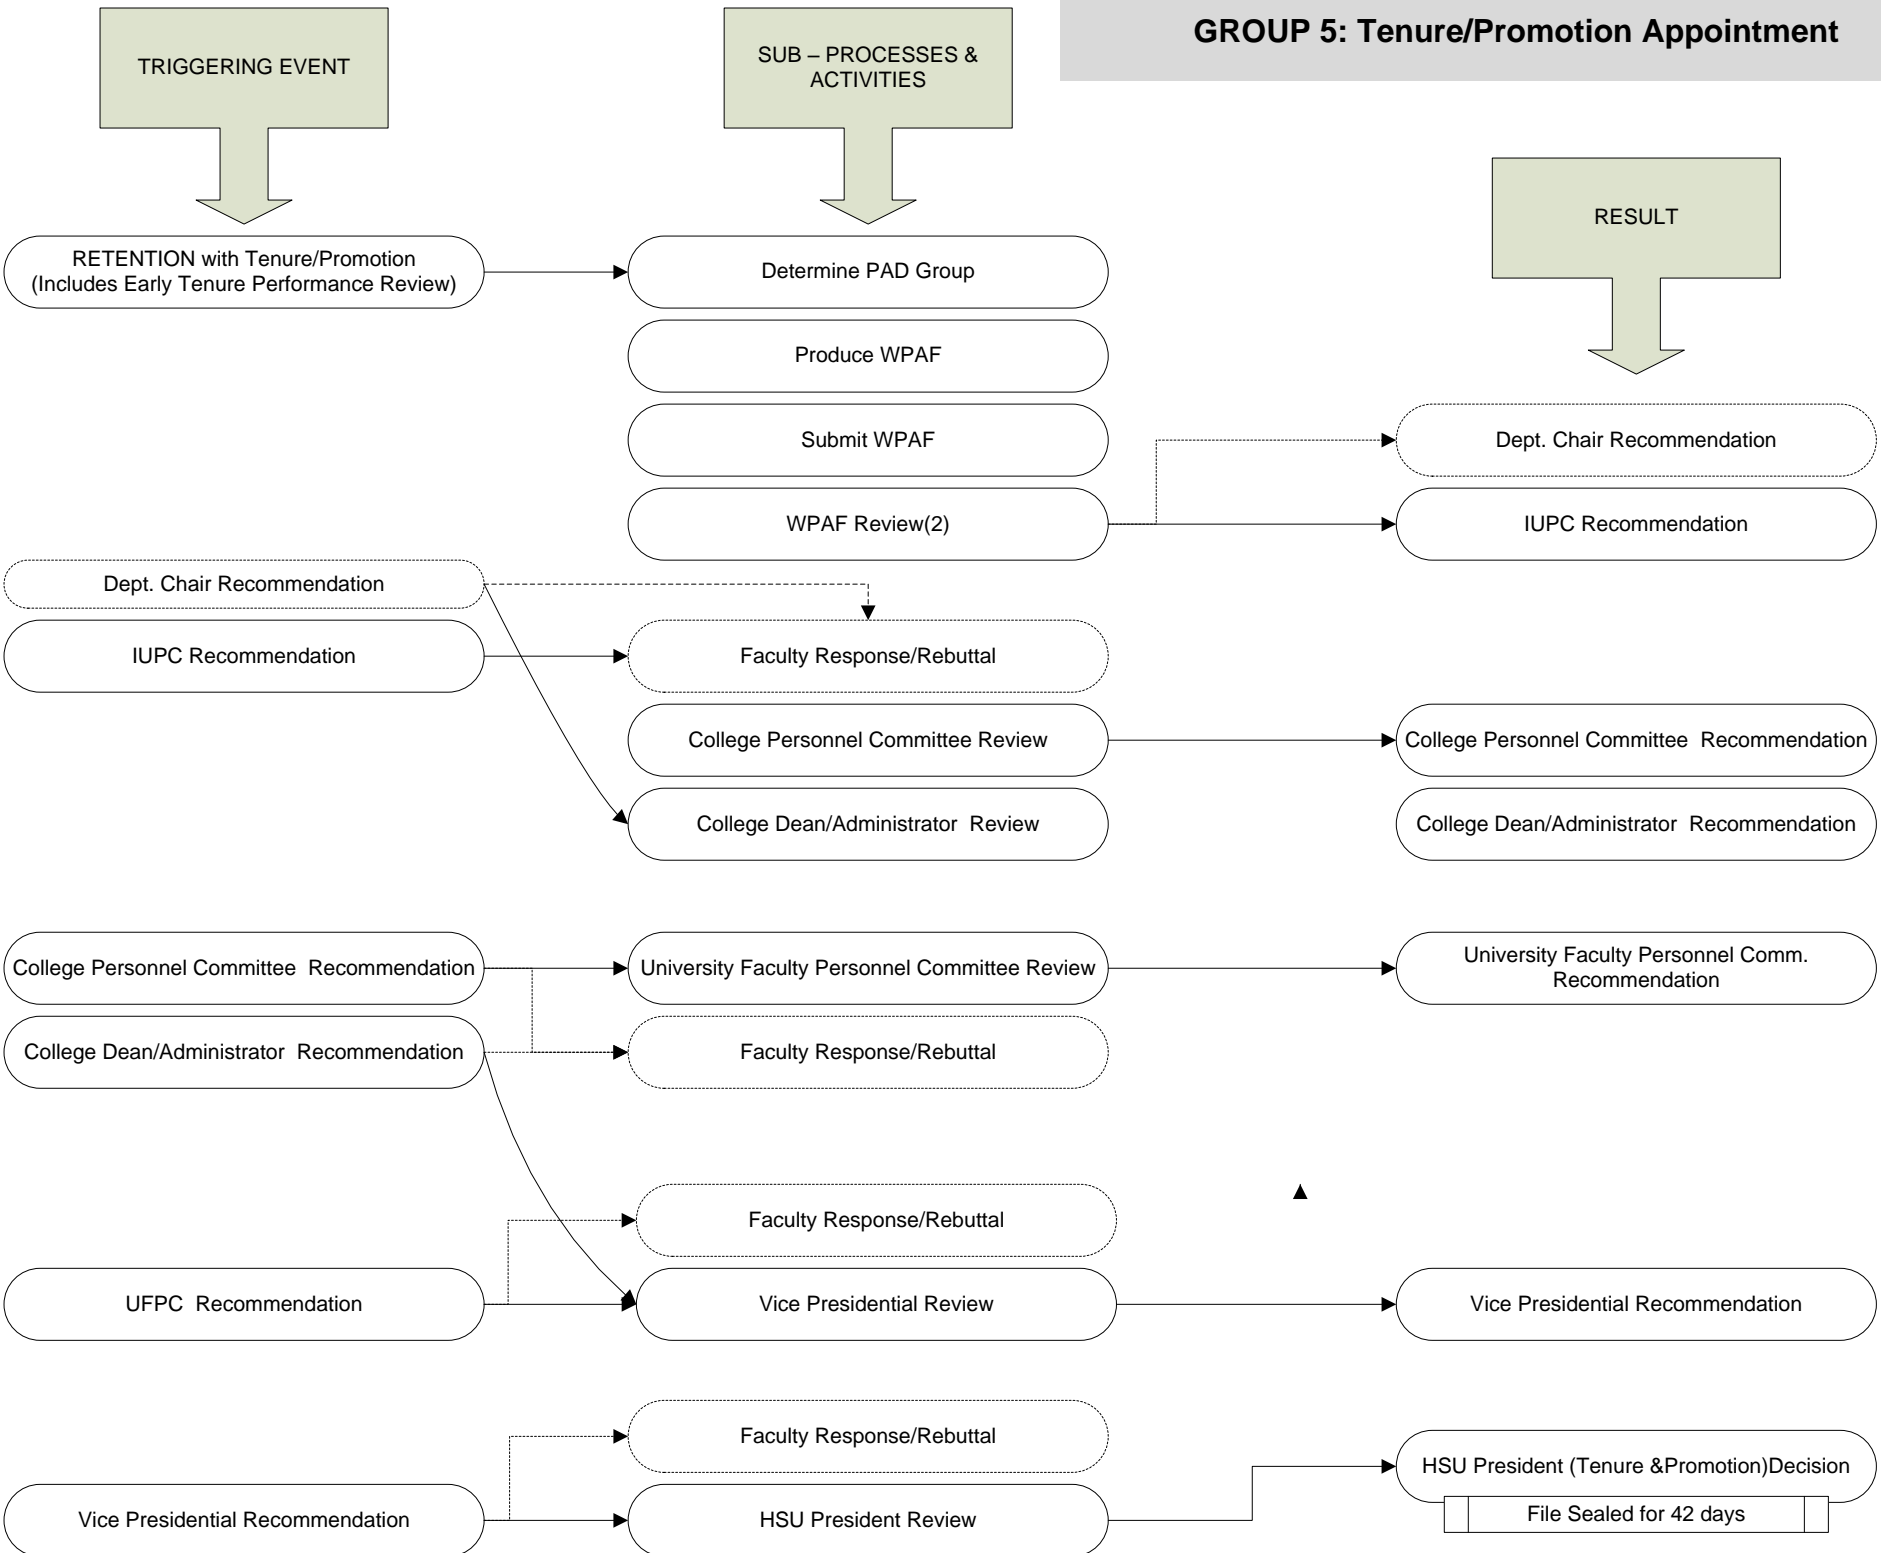 GROUP 5: Tenure/Promotion Appointment
TRIGGERING EVENT
SUB – PROCESSES &
ACTIVITIES
RESULT
RETENTION with Tenure/Promotion
(Includes Early Tenure Performance Review)
Determine PAD Group
Produce WPAF
Submit WPAF
Dept. Chair Recommendation
WPAF Review(2)
IUPC Recommendation
Dept. Chair Recommendation
IUPC Recommendation
Faculty Response/Rebuttal
College Personnel Committee Review
College Personnel Committee  Recommendation
College Dean/Administrator  Review
College Dean/Administrator  Recommendation
College Personnel Committee  Recommendation
University Faculty Personnel Committee Review
University Faculty Personnel Comm.
Recommendation
College Dean/Administrator  Recommendation
Faculty Response/Rebuttal
Faculty Response/Rebuttal
UFPC  Recommendation
Vice Presidential Review
Vice Presidential Recommendation
Faculty Response/Rebuttal
HSU President (Tenure &Promotion)Decision
File Sealed for 42 days
Vice Presidential Recommendation
HSU President Review